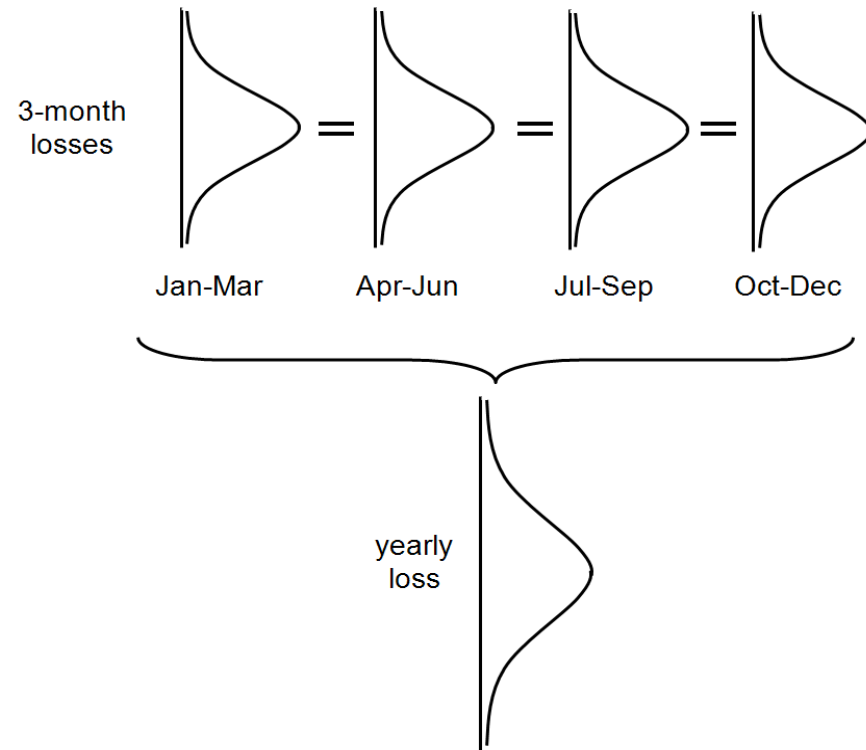 3-month
losses
=
=
=
Jan-Mar
Apr-Jun
Jul-Sep
Oct-Dec
yearly
loss